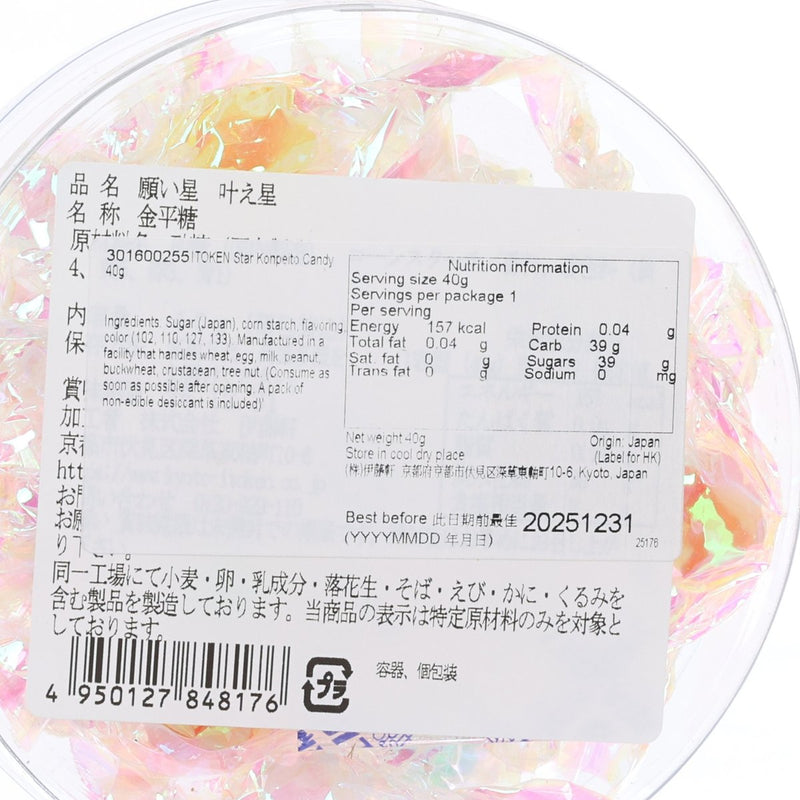 品 名 願い星 叶え星
名 称 金平糖
301600255 ITOKEN Star Konpeito Candy
40g
Ingredients: Sugar (Japan), corn starch, flavoring,
color (102, 110, 127, 133). Manufactured in a
facility that handles wheat, egg, milk, peanut,
buckwheat, crustacean, tree nut. (Consume as
soon as possible after opening. A pack of
non-edible desiccant is included)
Nutrition information
Serving size 40g
Servings per package 1
Per serving
Energy 157 kcal Protein 0.04 g
Total fat 0.04 g Carb 39 g
Sat. fat 0 g Sugars 39 g
Trans fat 0 g Sodium 0 mg
Net weight 40g Origin: Japan
Store in cool dry place (Label for HK)
(株)伊藤軒 京都府京都市伏見区深草東軸町10-6, Kyoto, Japan
Best before 此日期前最佳 20251231
(YYYYMMDD 年月日) 25176
同一工場にて小麦・卵・乳成分・落花生・そば・えび・かに・くるみを
含む製品を製造しております。当商品の表示は特定原材料のみを対象と
しております。
4 950127 848176
プラ
容器、個包装